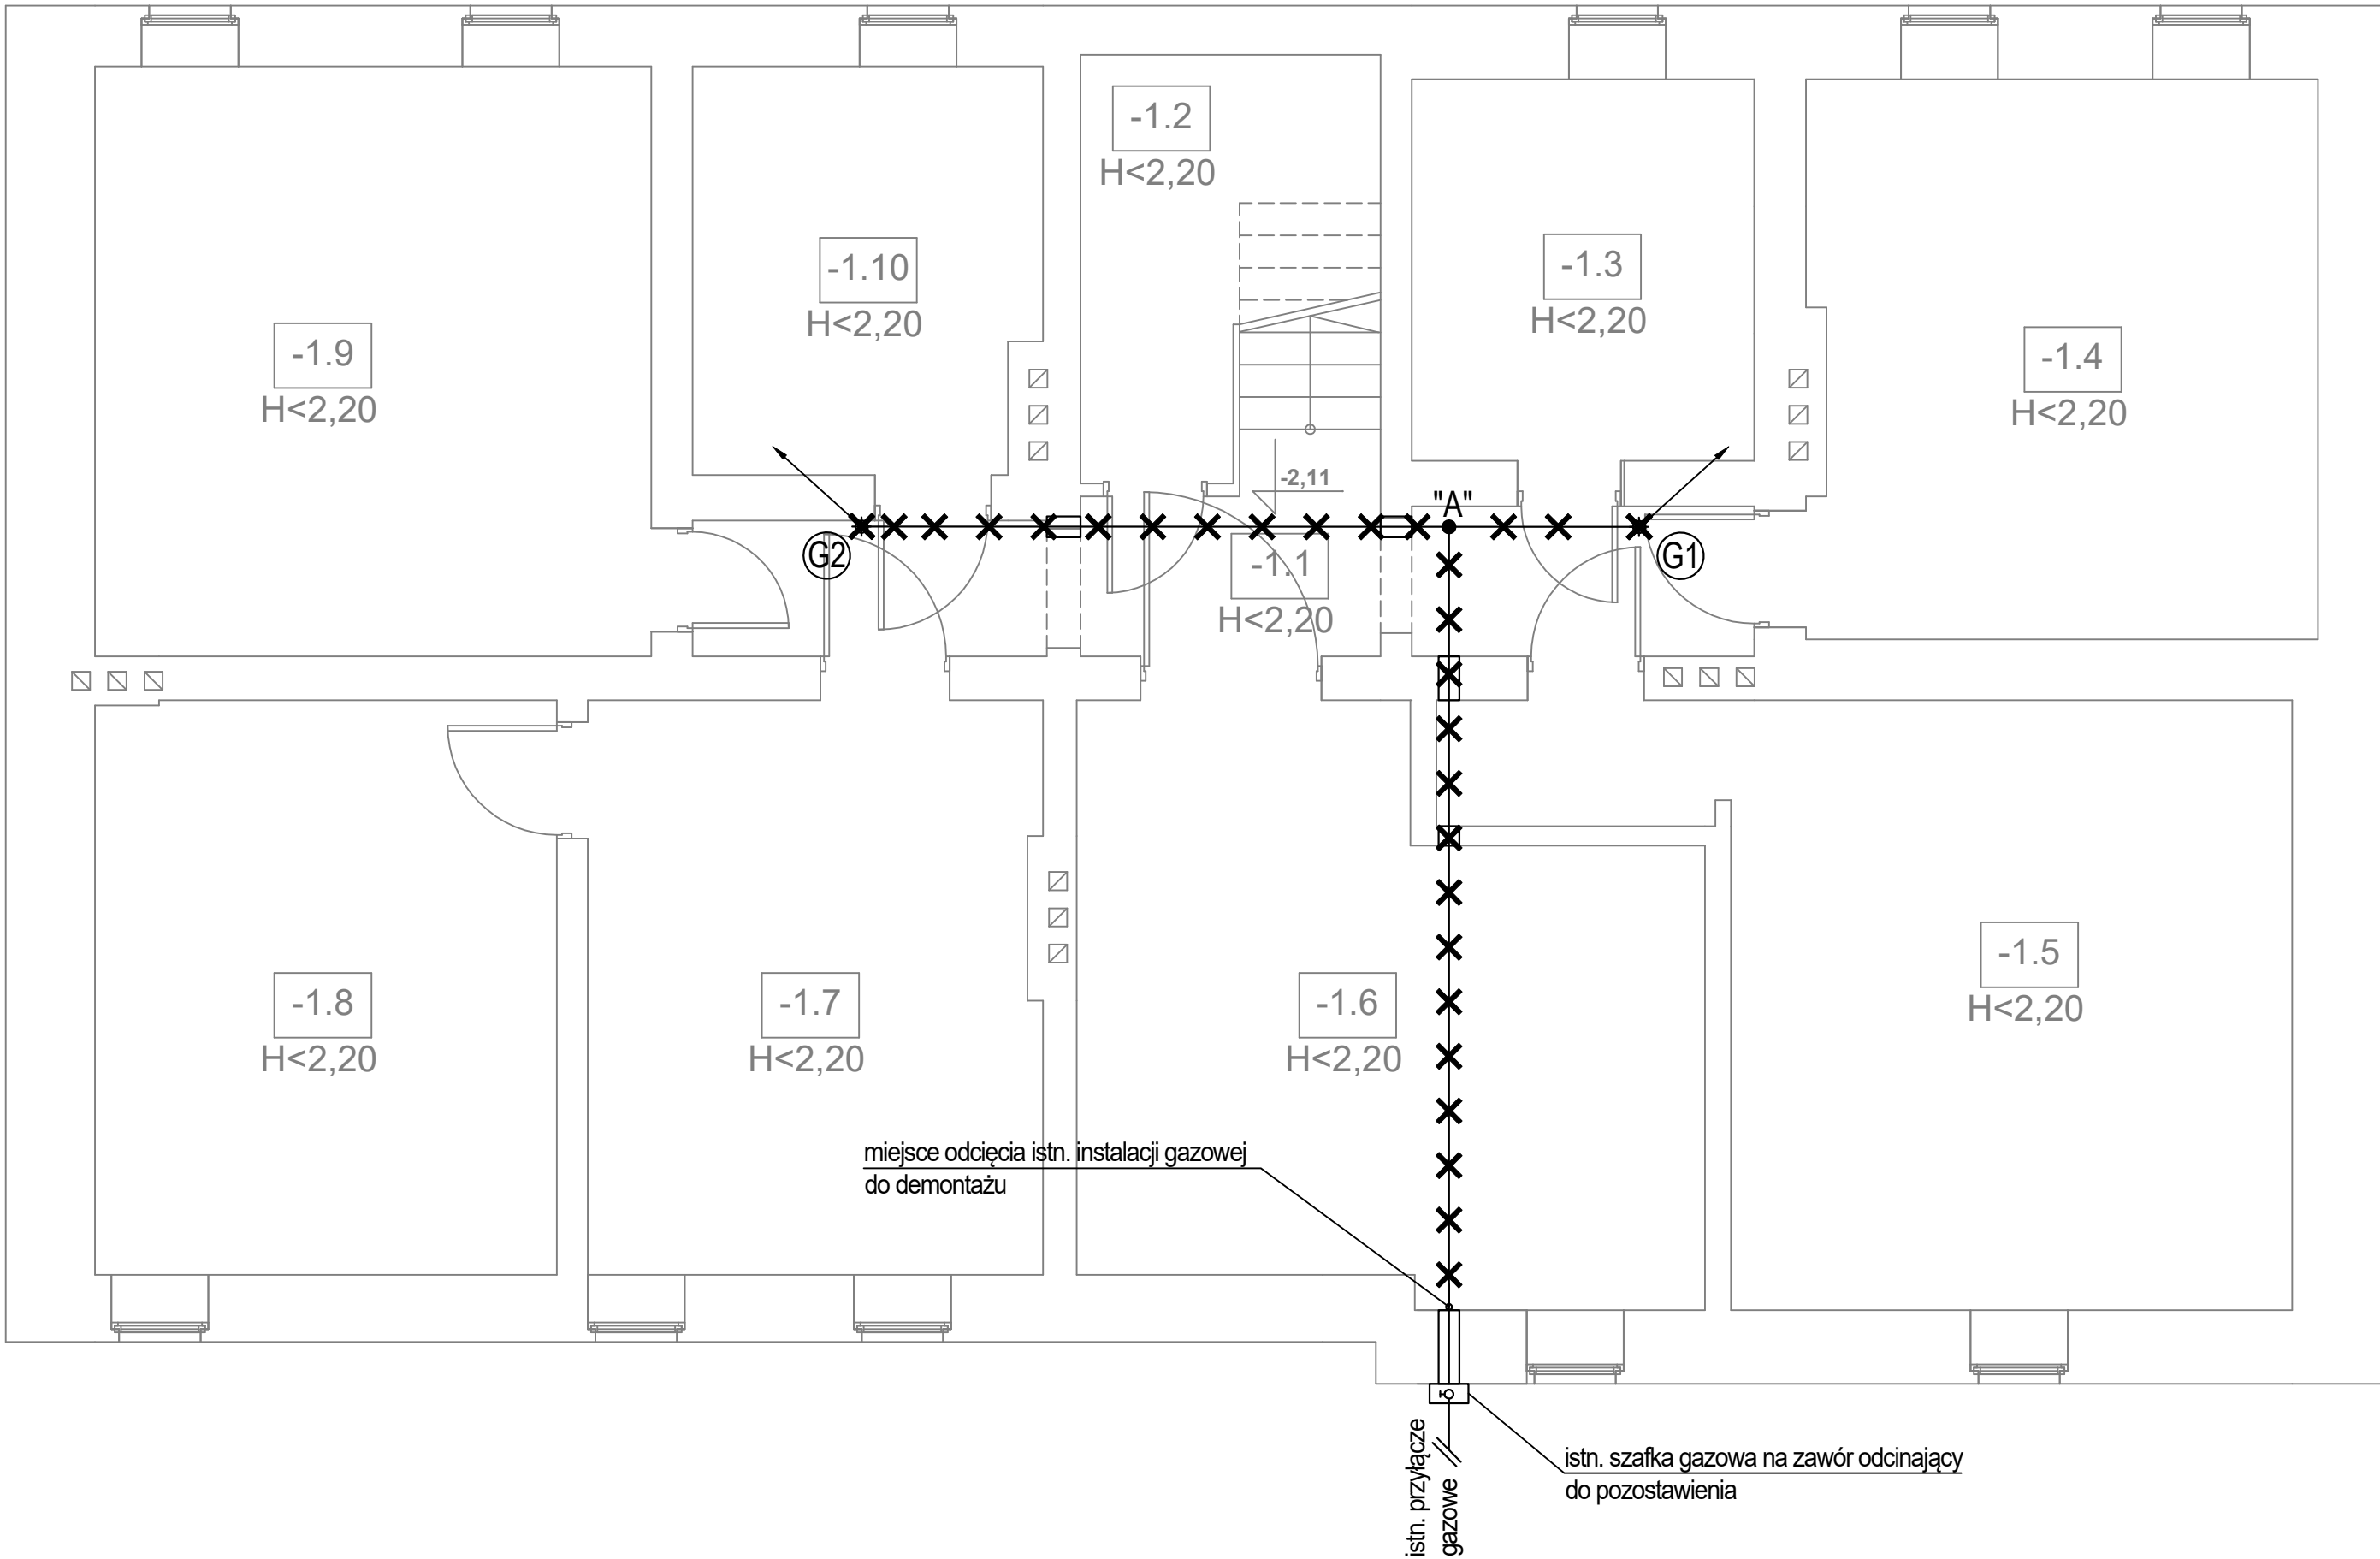 -1.2
H<2,20
-1.10
H<2,20
-1.3
H<2,20
-1.9
H<2,20
-1.4
H<2,20
-2,11
"A"
G2
G1
-1.1
H<2,20
-1.5
H<2,20
-1.8
H<2,20
-1.7
H<2,20
-1.6
H<2,20
miejsce odcięcia istn. instalacji gazowej
do demontażu
istn. szafka gazowa na zawór odcinający
do pozostawienia
istn. przyłącze
gazowe